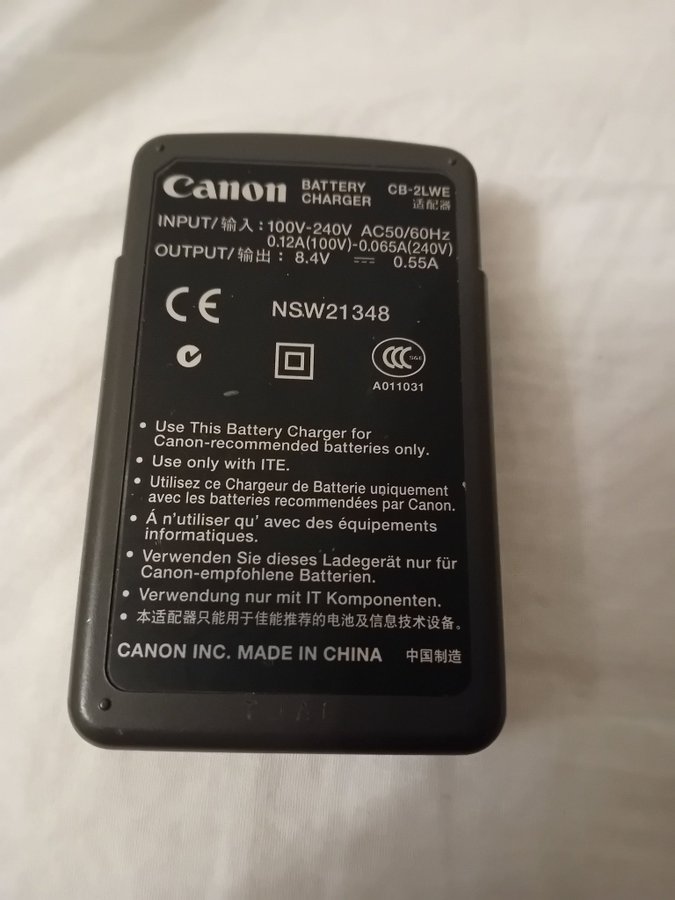 Canon BATTERY CHARGER CB-2LWE
适配器
INPUT/输入：100V-240V AC50/60Hz
0.12A(100V)-0.065A(240V)
OUTPUT/输出：8.4V ⎓ 0.55A
CE NSW21348
CCC S&E
A011031
• Use This Battery Charger for
Canon-recommended batteries only.
• Use only with ITE.
• Utilisez ce Chargeur de Batterie uniquement
avec les batteries recommendées par Canon.
• Á n'utiliser qu' avec des équipements
informatiques.
• Verwenden Sie dieses Ladegerät nur für
Canon-empfohlene Batterien.
• Verwendung nur mit IT Komponenten.
• 本适配器只能用于佳能推荐的电池及信息技术设备。
CANON INC. MADE IN CHINA 中国制造